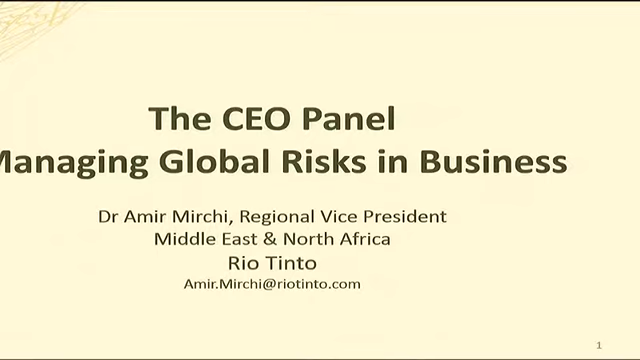 The CEO Panel
Managing Global Risks in Business
Dr Amir Mirchi, Regional Vice President
Middle East & North Africa
Rio Tinto
Amir.Mirchi@riotinto.com
1